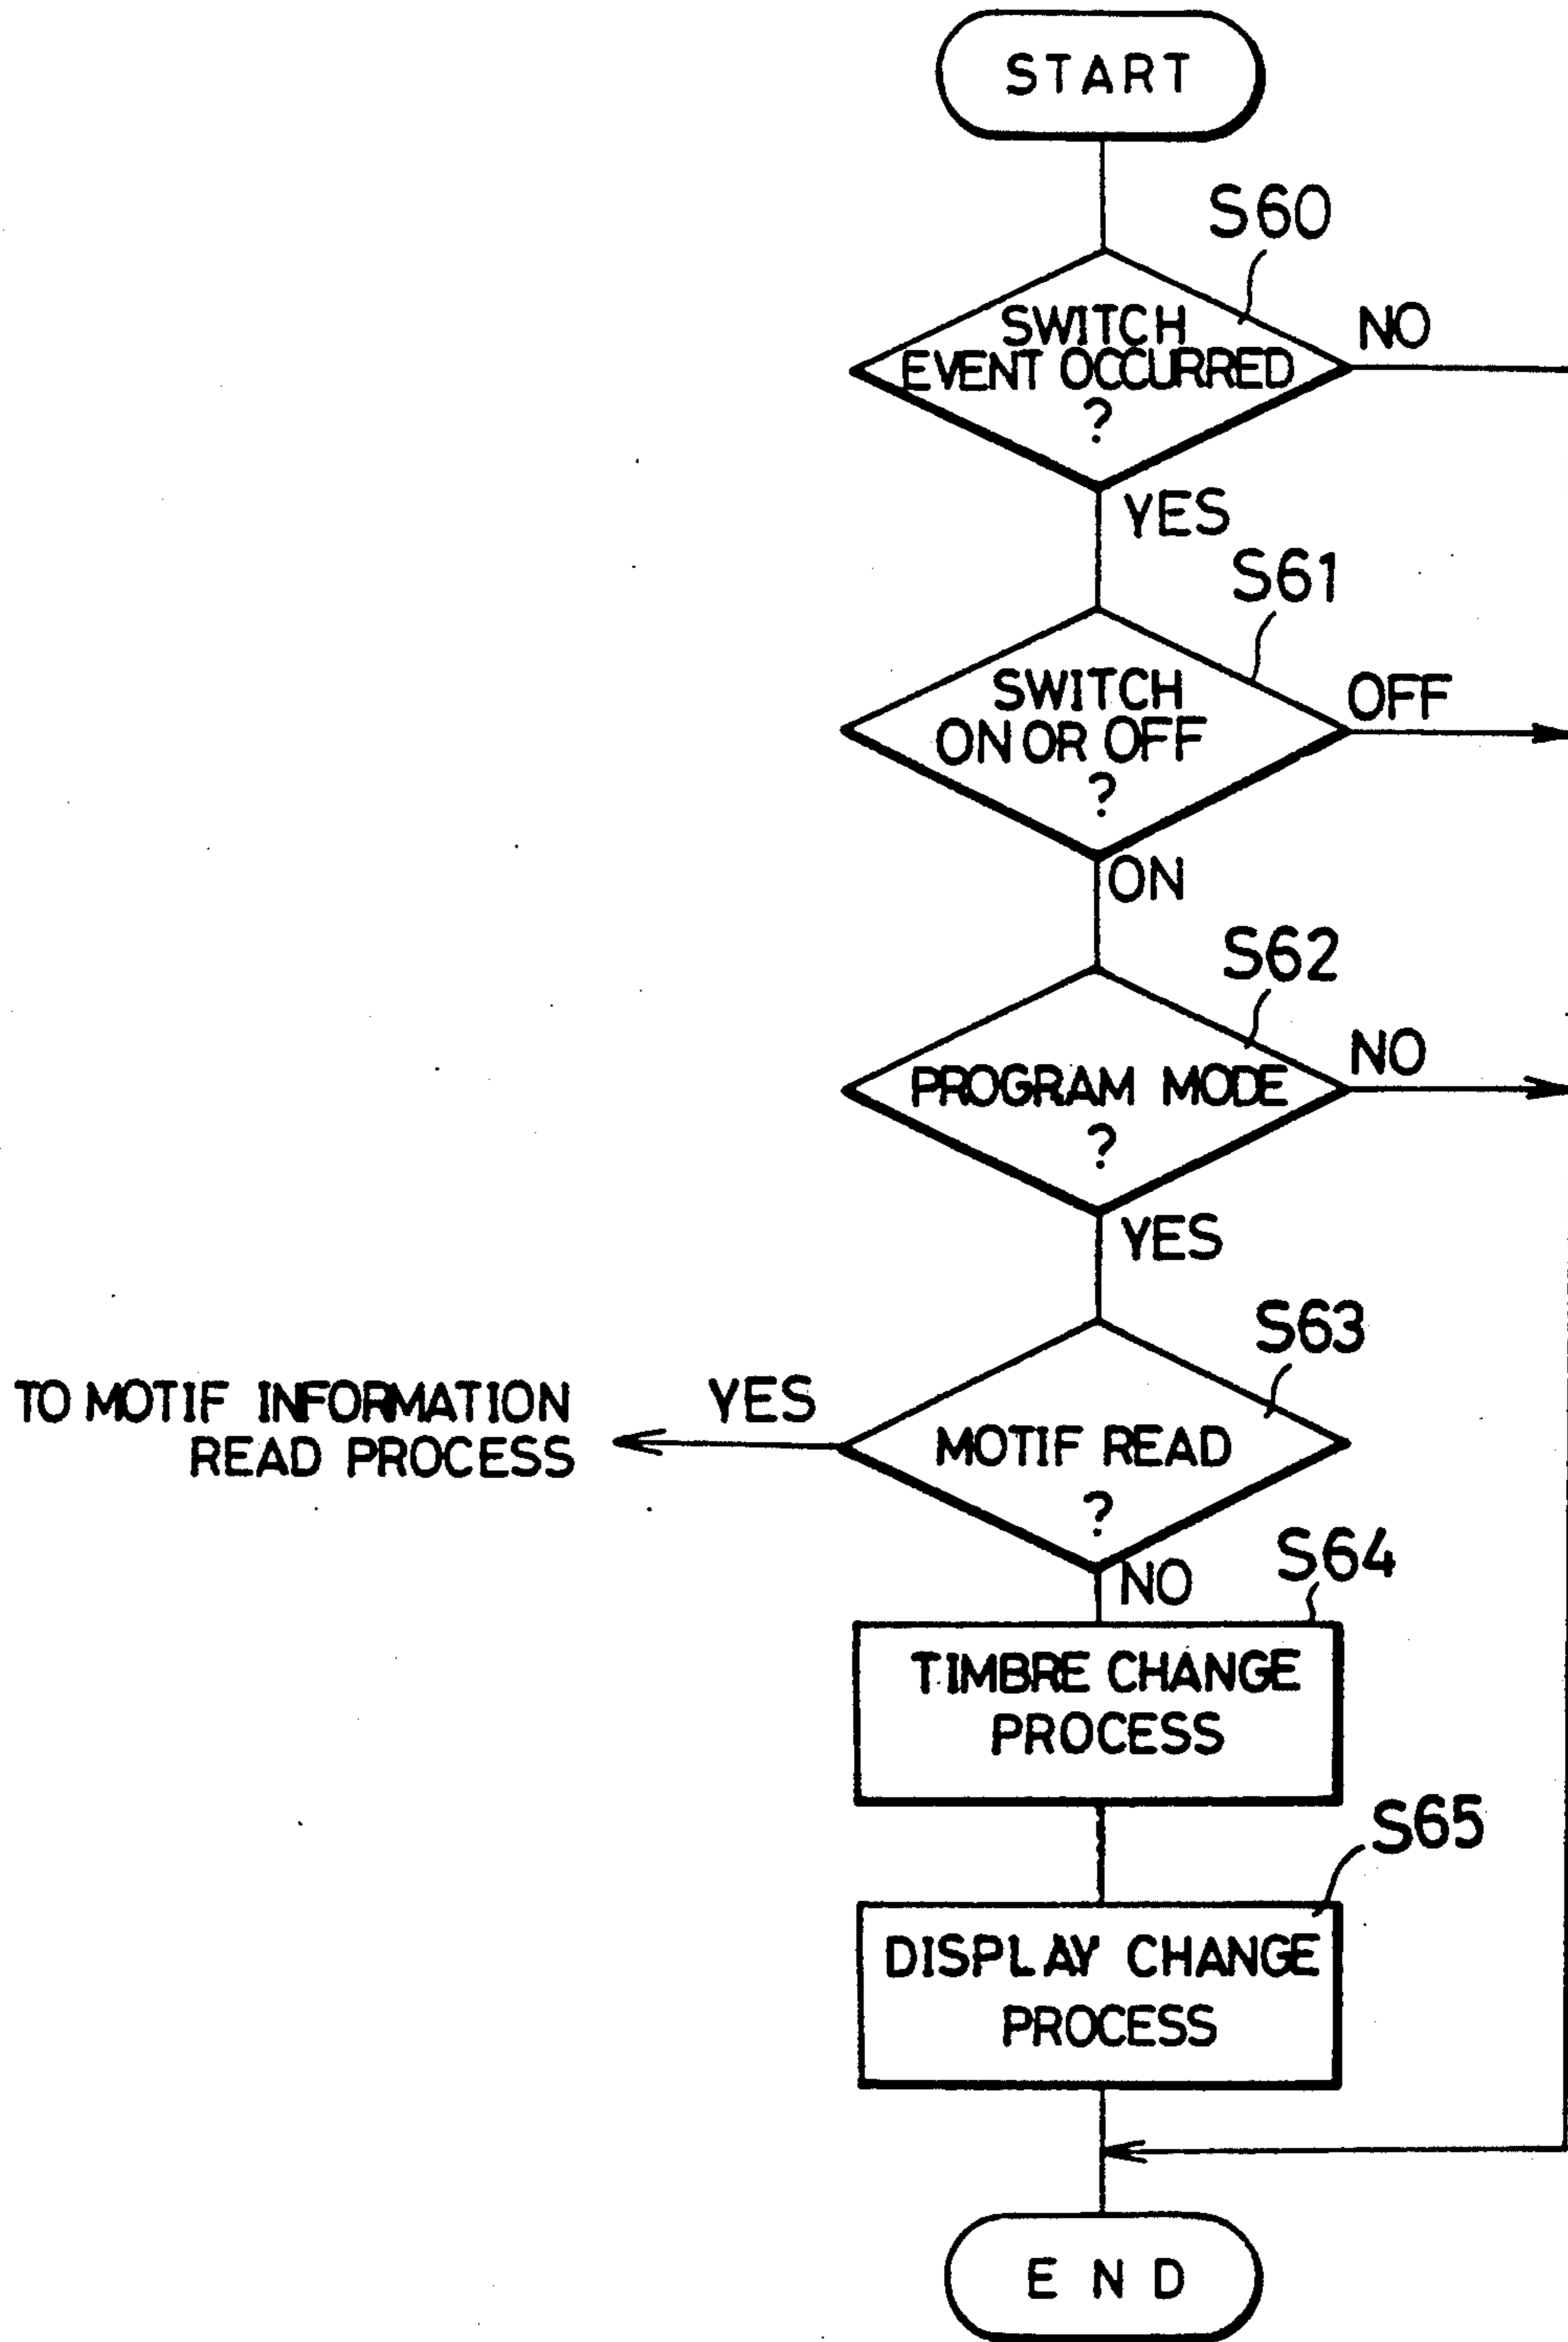 START
S60
SWITCH
EVENT OCCURRED
?
NO
YES
S61
SWITCH
ON OR OFF
?
OFF
ON
S62
PROGRAM MODE
?
NO
YES
S63
MOTIF READ
?
YES
TO MOTIF INFORMATION
READ PROCESS
NO
S64
TIMBRE CHANGE
PROCESS
S65
DISPLAY CHANGE
PROCESS
END